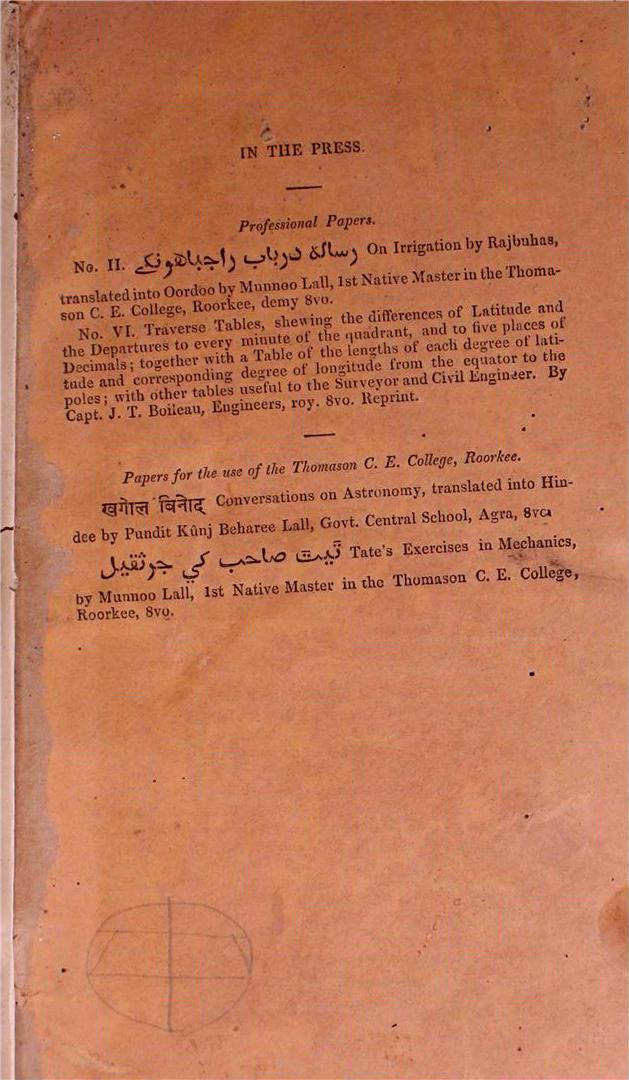 IN THE PRESS.
Professional Papers.
No. II. رسالهٔ درباب راجباهونکے On Irrigation by Rajbuhas,
translated into Oordoo by Munnoo Lall, 1st Native Master in the Thoma-
son C. E. College, Roorkee, demy 8vo.
No. VI. Traverse Tables, shewing the differences of Latitude and
the Departures to every minute of the quadrant, and to five places of
Decimals; together with a Table of the lengths of each degree of lati-
tude and corresponding degree of longitude from the equator to the
poles; with other tables useful to the Surveyor and Civil Engineer. By
Capt. J. T. Boileau, Engineers, roy. 8vo. Reprint.
Papers for the use of the Thomason C. E. College, Roorkee.
खगोल बिनोद Conversations on Astronomy, translated into Hin-
dee by Pundit Kûnj Beharee Lall, Govt. Central School, Agra, 8vo
تیت صاحب کي جرثقیل Tate's Exercises in Mechanics,
by Munnoo Lall, 1st Native Master in the Thomason C. E. College,
Roorkee, 8vo.